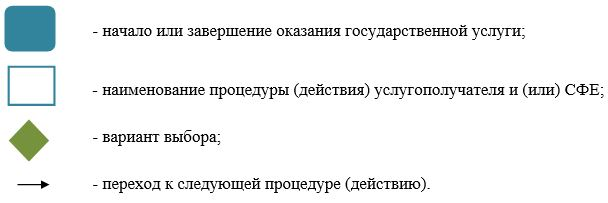 - начало или завершение оказания государственной услуги;
- наименование процедуры (действия) услугополучателя и (или) СФЕ;
- вариант выбора;
- переход к следующей процедуре (действию).